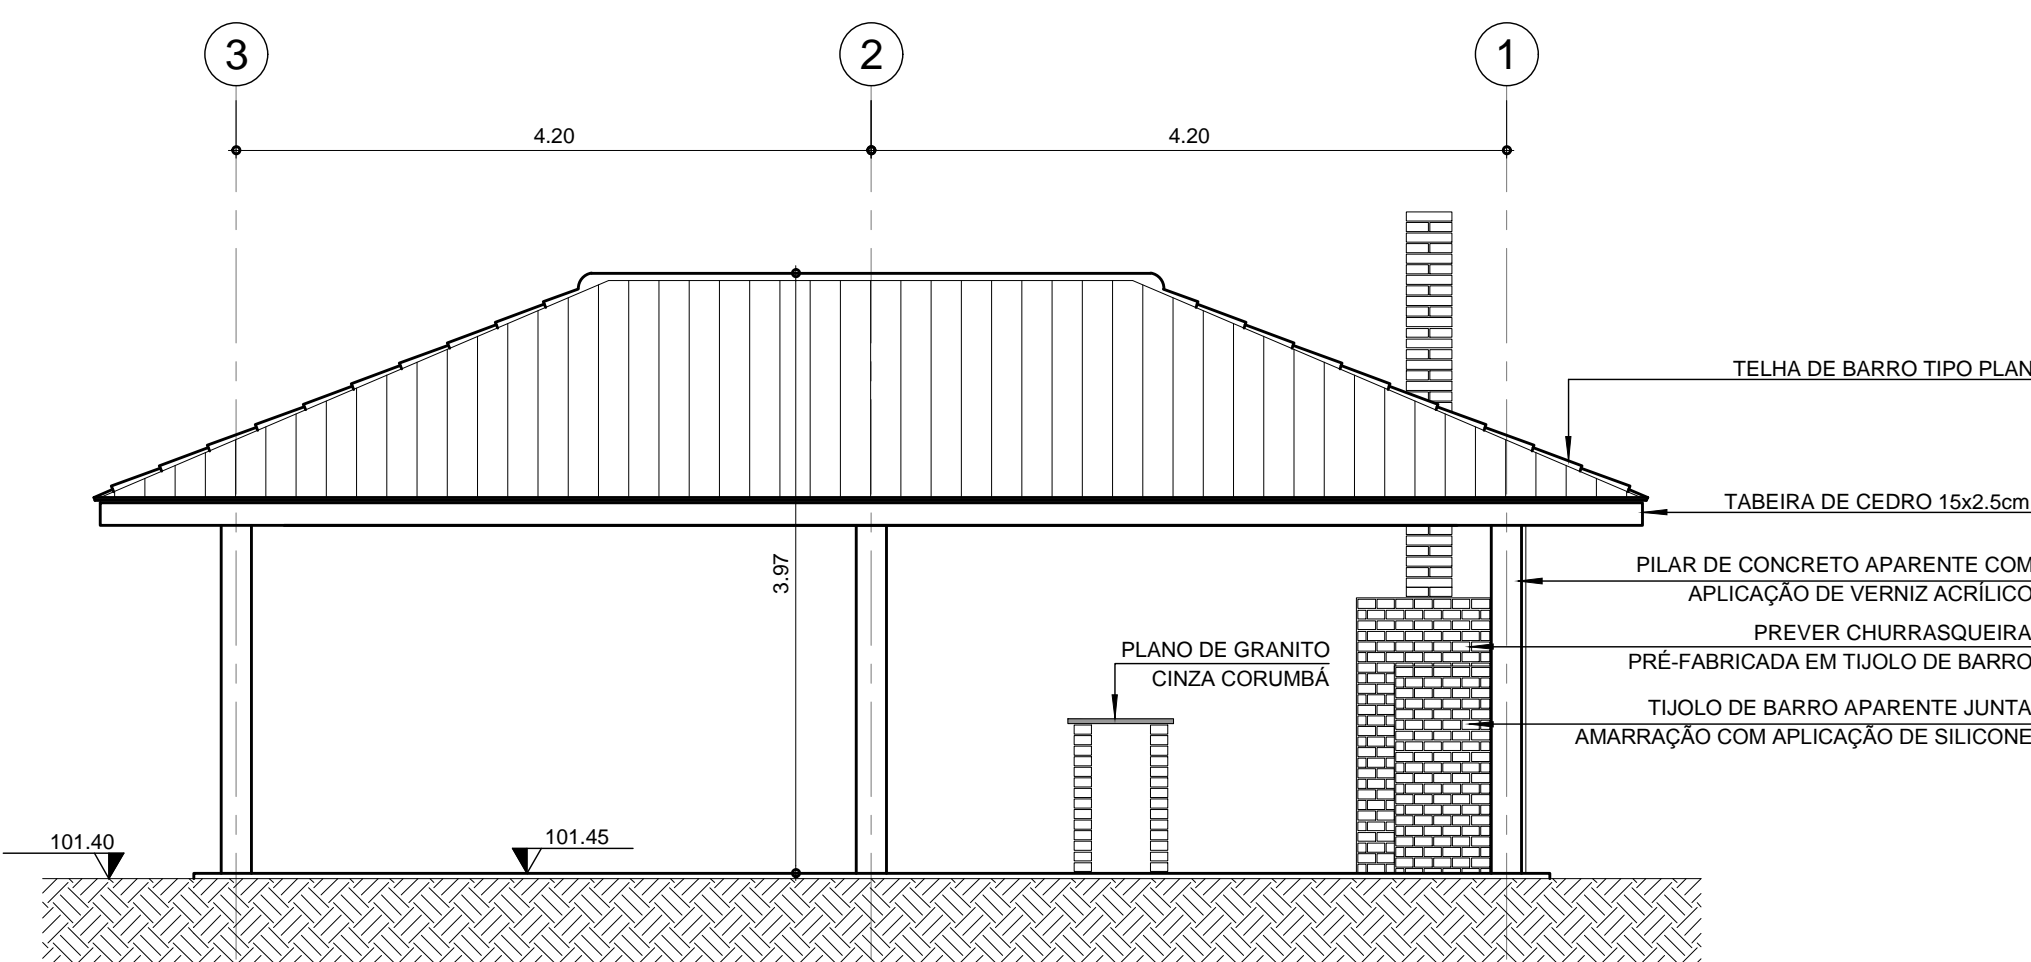 3
2
1
4.20
4.20
TELHA DE BARRO TIPO PLAN
TABEIRA DE CEDRO 15x2.5cm
3.97
PILAR DE CONCRETO APARENTE COM
APLICAÇÃO DE VERNIZ ACRÍLICO
PREVER CHURRASQUEIRA
PRÉ-FABRICADA EM TIJOLO DE BARRO
PLANO DE GRANITO
CINZA CORUMBÁ
TIJOLO DE BARRO APARENTE JUNTA
AMARRAÇÃO COM APLICAÇÃO DE SILICONE
101.40
101.45